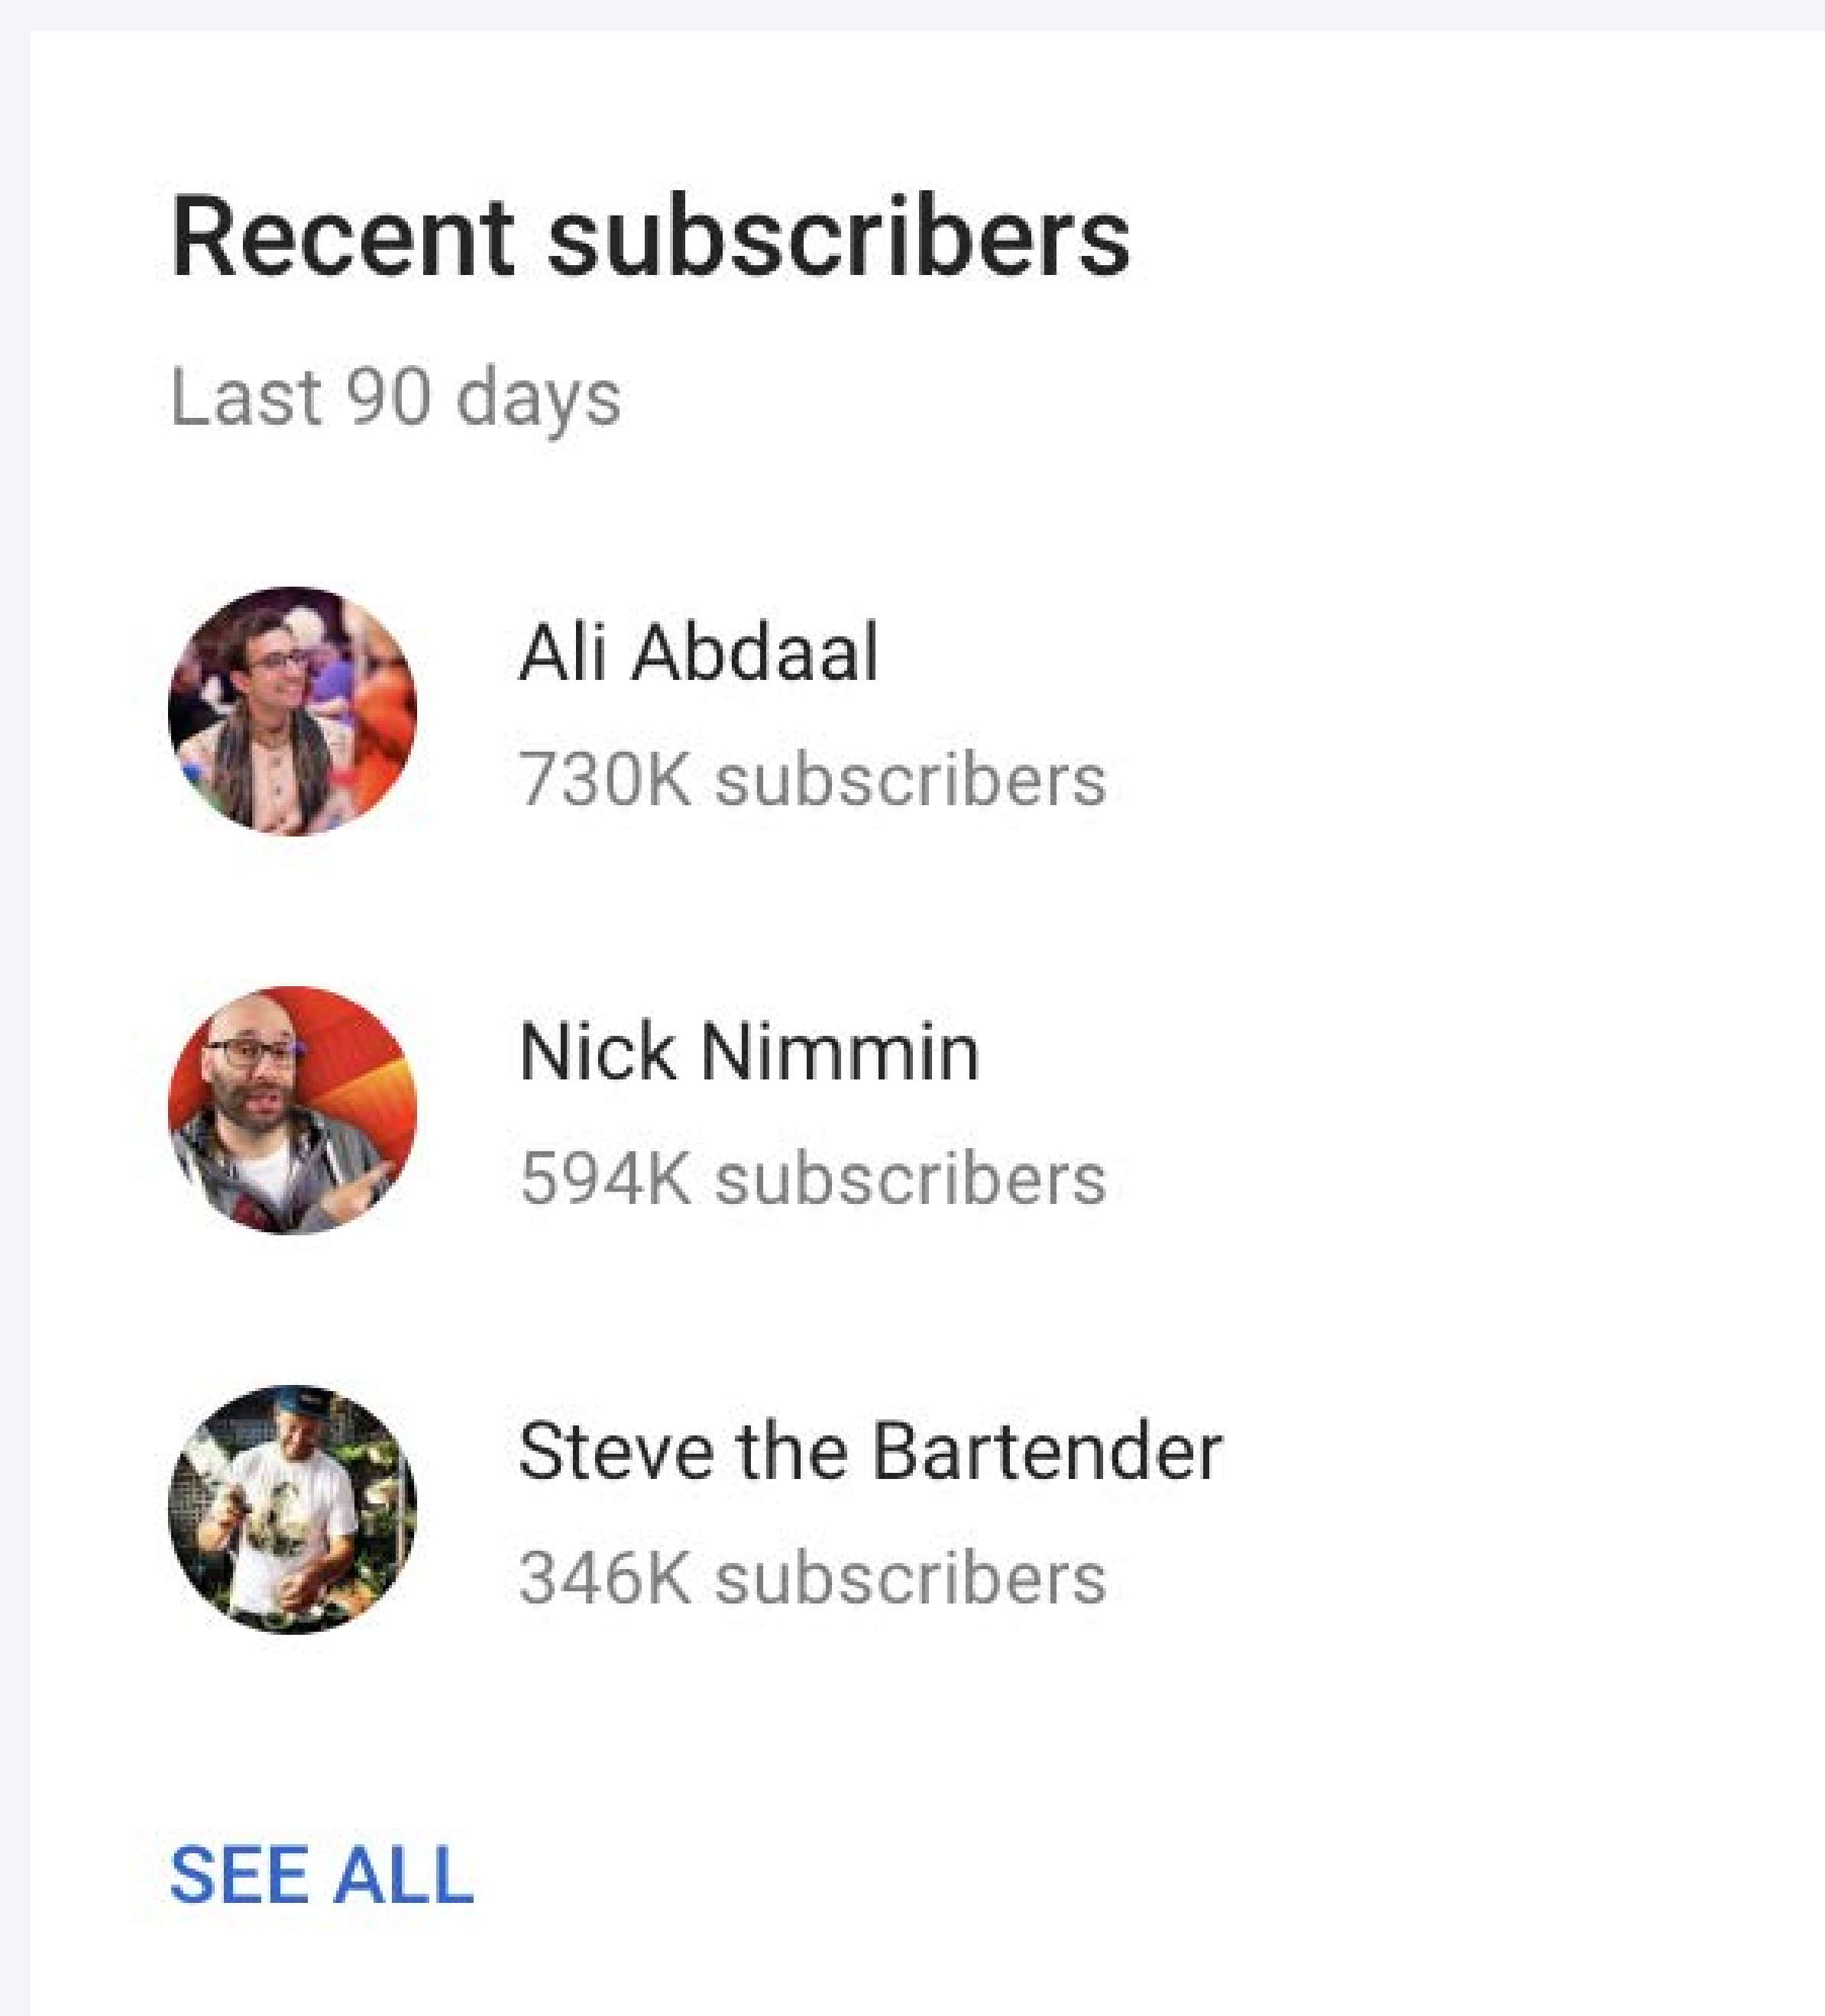 Recent subscribers
Last 90 days
Ali Abdaal
730K subscribers
Nick Nimmin
594K subscribers
Steve the Bartender
346K subscribers
SEE ALL